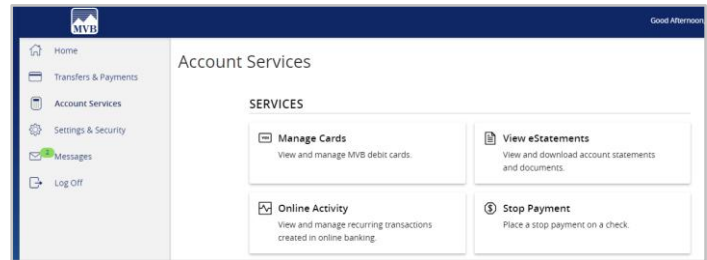 MVB
Good Afternoon,
Home
Transfers & Payments
Account Services
Settings & Security
Messages
Log Off
Account Services
SERVICES
Manage Cards
View and manage MVB debit cards.
View eStatements
View and download account statements
and documents.
Online Activity
View and manage recurring transactions
created in online banking.
Stop Payment
Place a stop payment on a check.